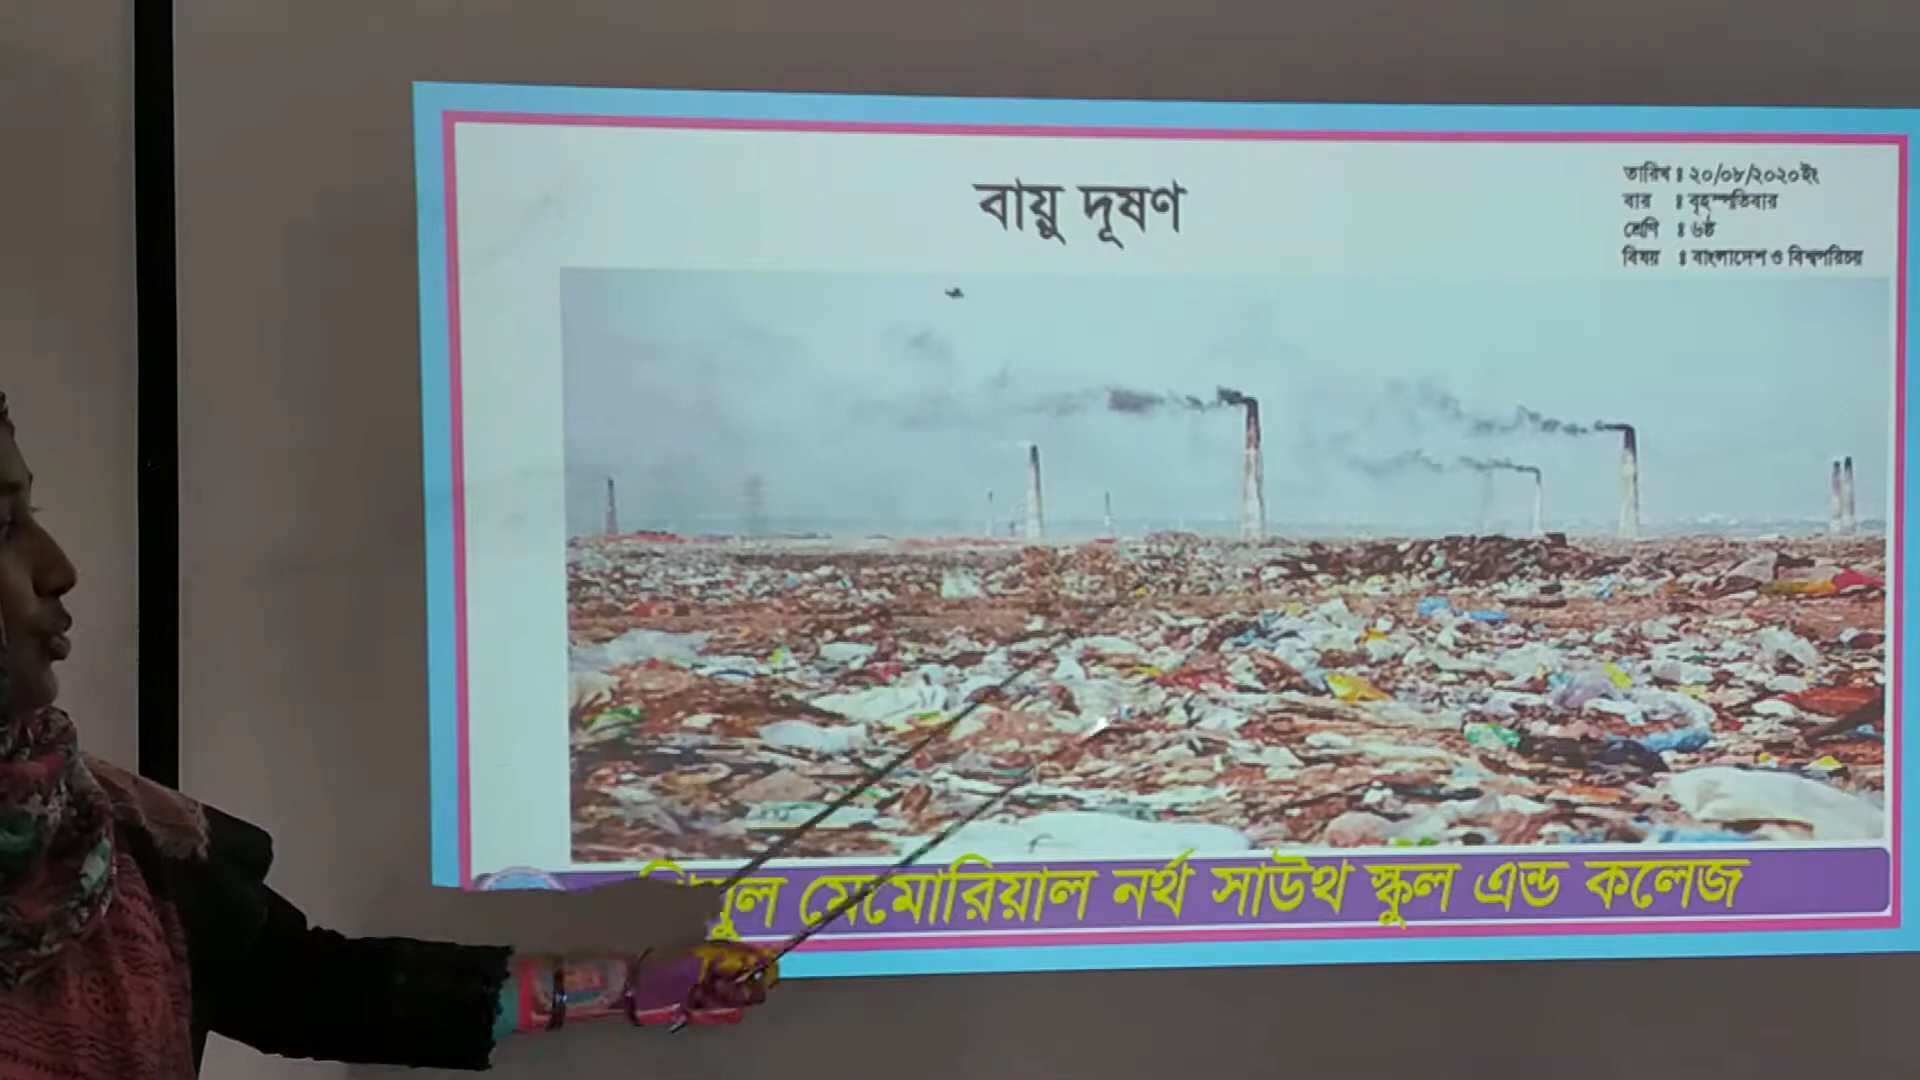 বায়ু দূষণ
তারিখ ঃ ২০/০৮/২০২০ইং
বার ঃ বৃহস্পতিবার
শ্রেণি ঃ ৬ষ্ঠ
বিষয় ঃ বাংলাদেশ ও বিশ্বপরিচয়
মেমোরিয়াল নর্থ সাউথ স্কুল এন্ড কলেজ